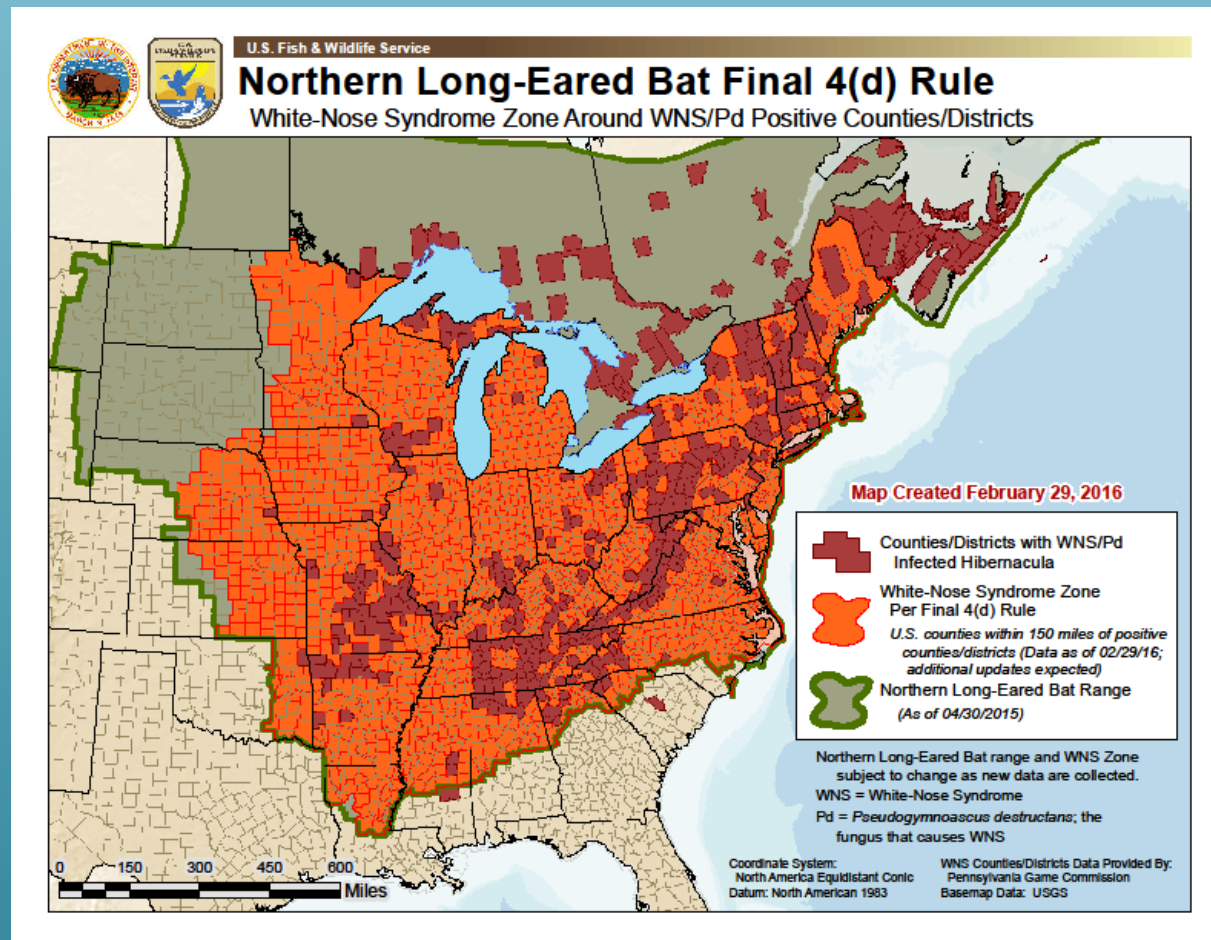 U.S. Fish & Wildlife Service
Northern Long-Eared Bat Final 4(d) Rule
White-Nose Syndrome Zone Around WNS/Pd Positive Counties/Districts
Map Created February 29, 2016
Counties/Districts with WNS/Pd
Infected Hibernacula
White-Nose Syndrome Zone
Per Final 4(d) Rule
U.S. counties within 150 miles of positive
counties/districts (Data as of 02/29/16;
additional updates expected)
Northern Long-Eared Bat Range
(As of 04/30/2015)
Northern Long-Eared Bat range and WNS Zone
subject to change as new data are collected.
WNS = White-Nose Syndrome
Pd = Pseudogymnoascus destructans; the
fungus that causes WNS
0 150 300 450 600
Miles
Coordinate System:
North America Equidistant Conic
Datum: North American 1983
WNS Counties/Districts Data Provided By:
Pennsylvania Game Commission
Basemap Data: USGS